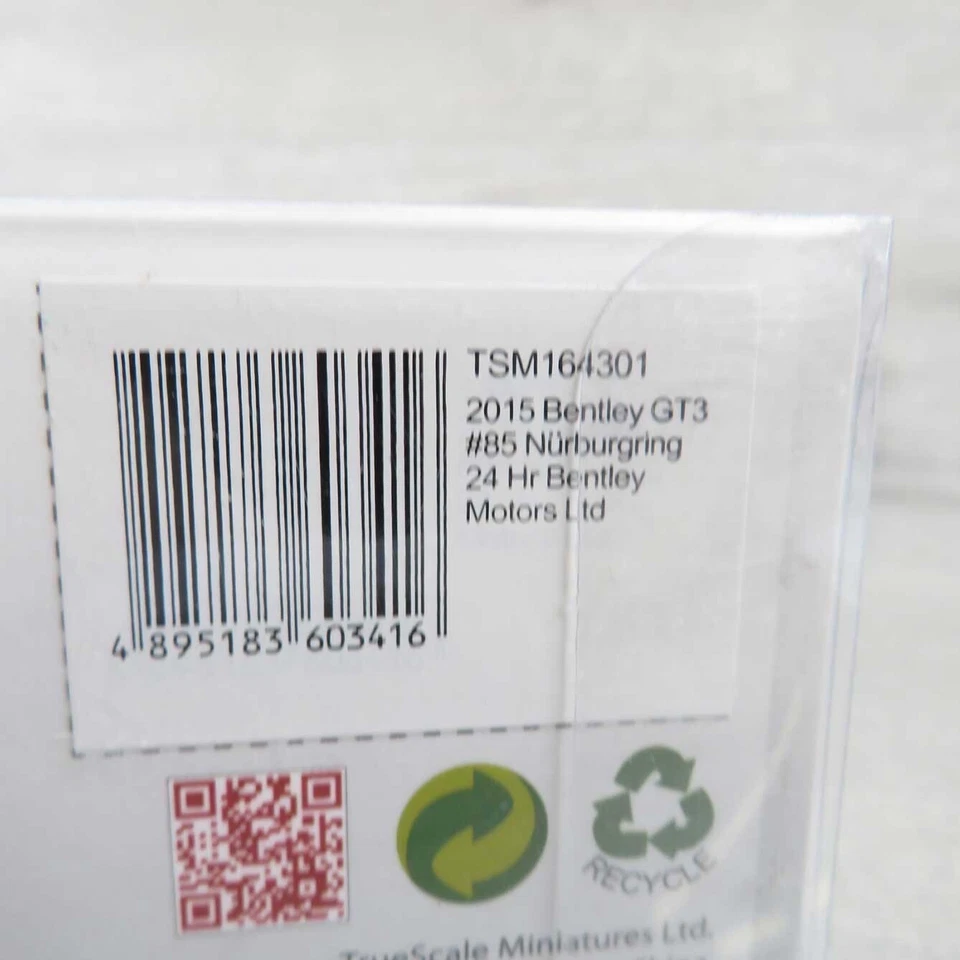 TSM164301
2015 Bentley GT3
#85 Nürburgring
24 Hr Bentley
Motors Ltd
4 895183 603416
RECYCLE
TrueScale Miniatures Ltd.